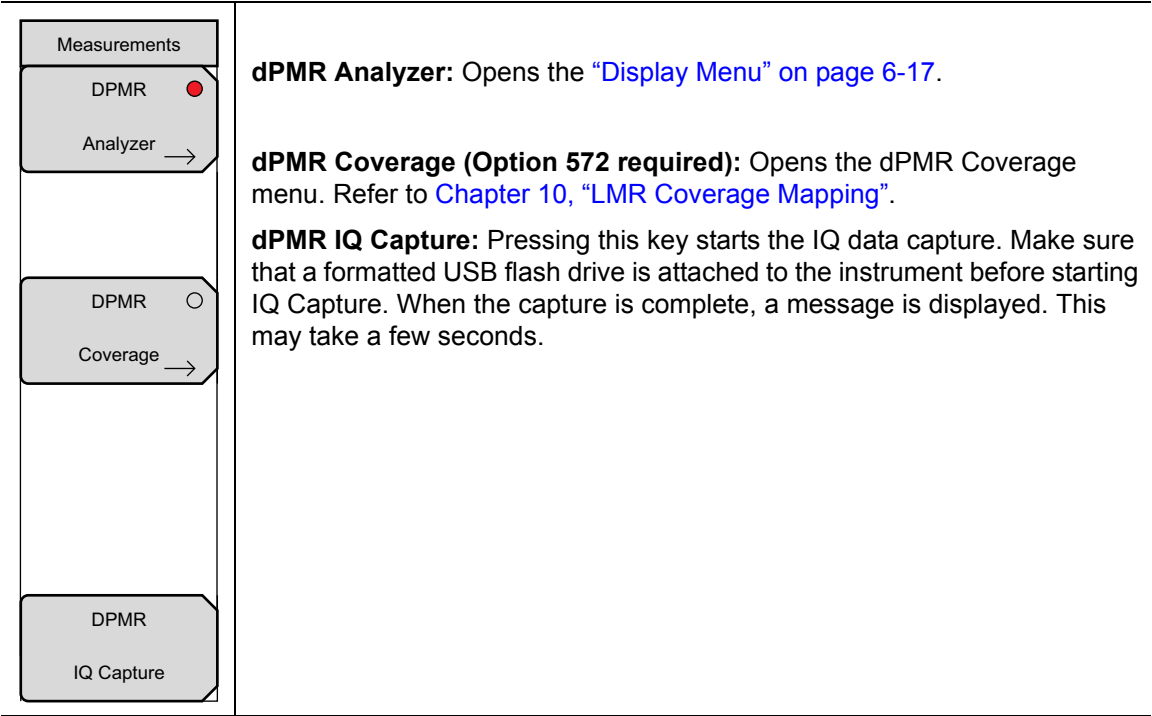 Measurements
DPMR
Analyzer
DPMR
Coverage
DPMR
IQ Capture
dPMR Analyzer: Opens the “Display Menu” on page 6-17.
dPMR Coverage (Option 572 required): Opens the dPMR Coverage
menu. Refer to Chapter 10, “LMR Coverage Mapping”.
dPMR IQ Capture: Pressing this key starts the IQ data capture. Make sure
that a formatted USB flash drive is attached to the instrument before starting
IQ Capture. When the capture is complete, a message is displayed. This
may take a few seconds.